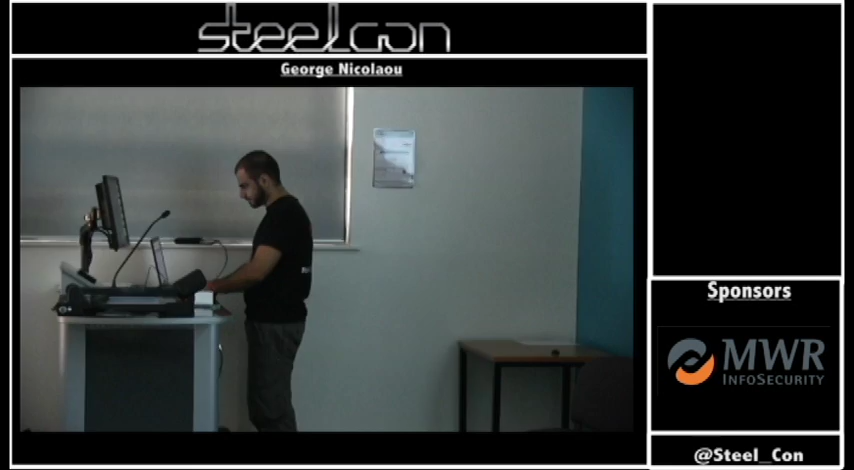 steelcon
George Nicolaou
Sponsors
MWR
INFOSECURITY
@Steel_Con